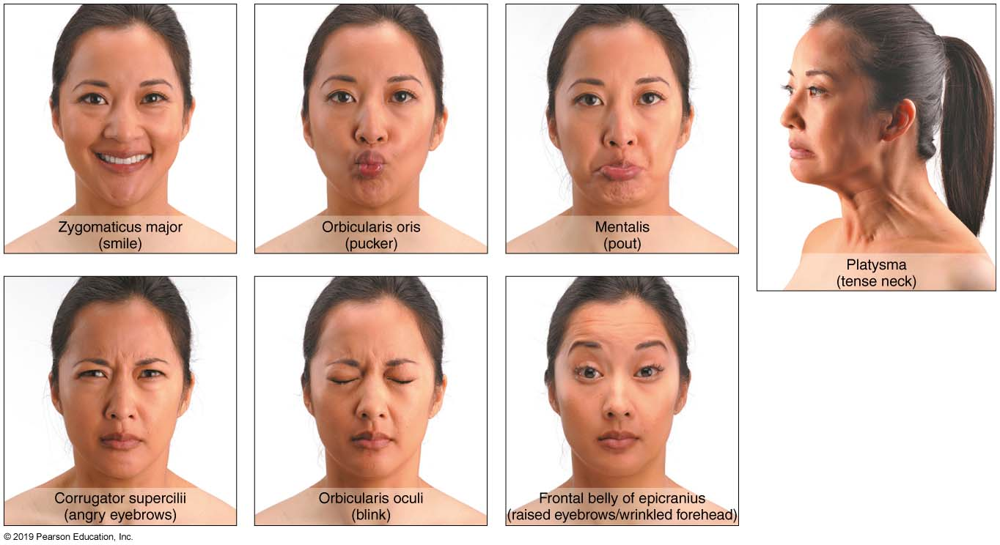 Zygomaticus major
(smile)
Orbicularis oris
(pucker)
Mentalis
(pout)
Platysma
(tense neck)
Corrugator supercilii
(angry eyebrows)
Orbicularis oculi
(blink)
Frontal belly of epicranius
(raised eyebrows/wrinkled forehead)
© 2019 Pearson Education, Inc.